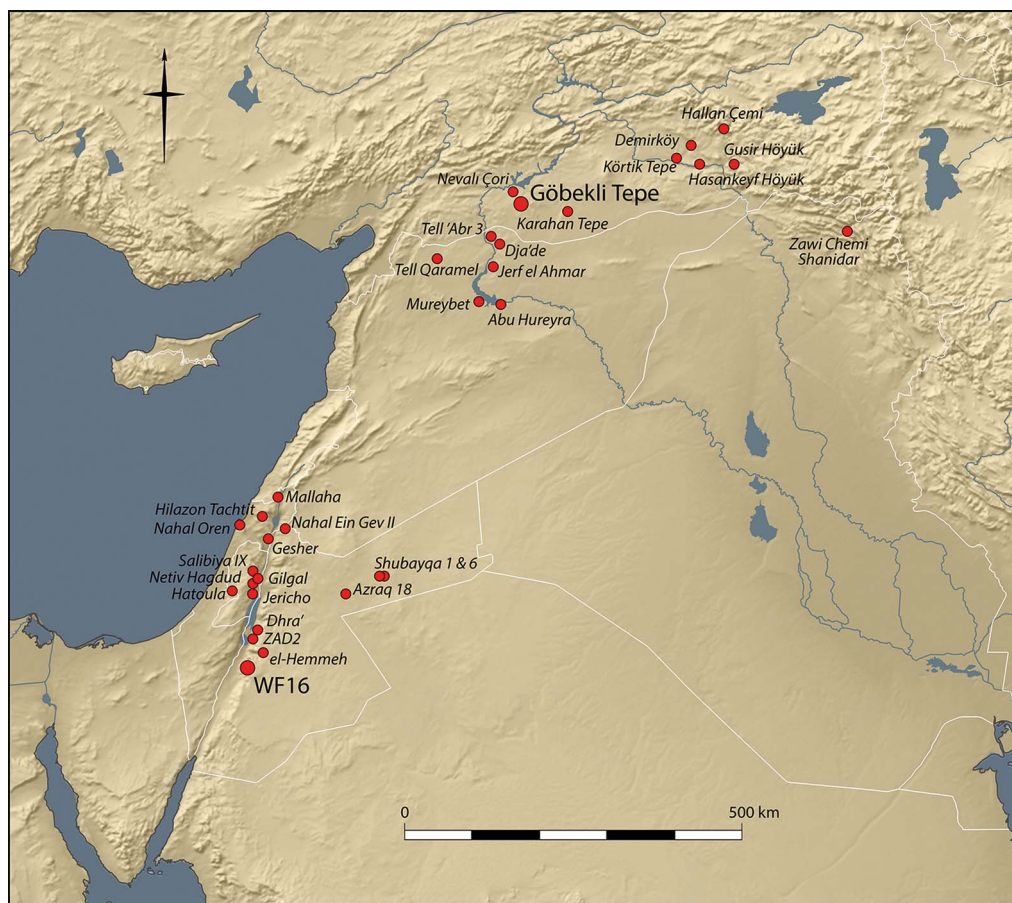 Hallan Çemi
Demirköy
Gusir Höyük
Körtik Tepe
Hasankeyf Höyük
Nevalı Çori
Göbekli Tepe
Karahan Tepe
Tell 'Abr 3
Dja'de
Zawi Chemi
Shanidar
Tell Qaramel
Jerf el Ahmar
Mureybet
Abu Hureyra
Mallaha
Hilazon Tachtit
Nahal Oren
Nahal Ein Gev II
Gesher
Salibiya IX
Shubayqa 1 & 6
Netiv Hagdud
Gilgal
Hatoula
Jericho
Azraq 18
Dhra'
ZAD2
el-Hemmeh
WF16
0
500 km